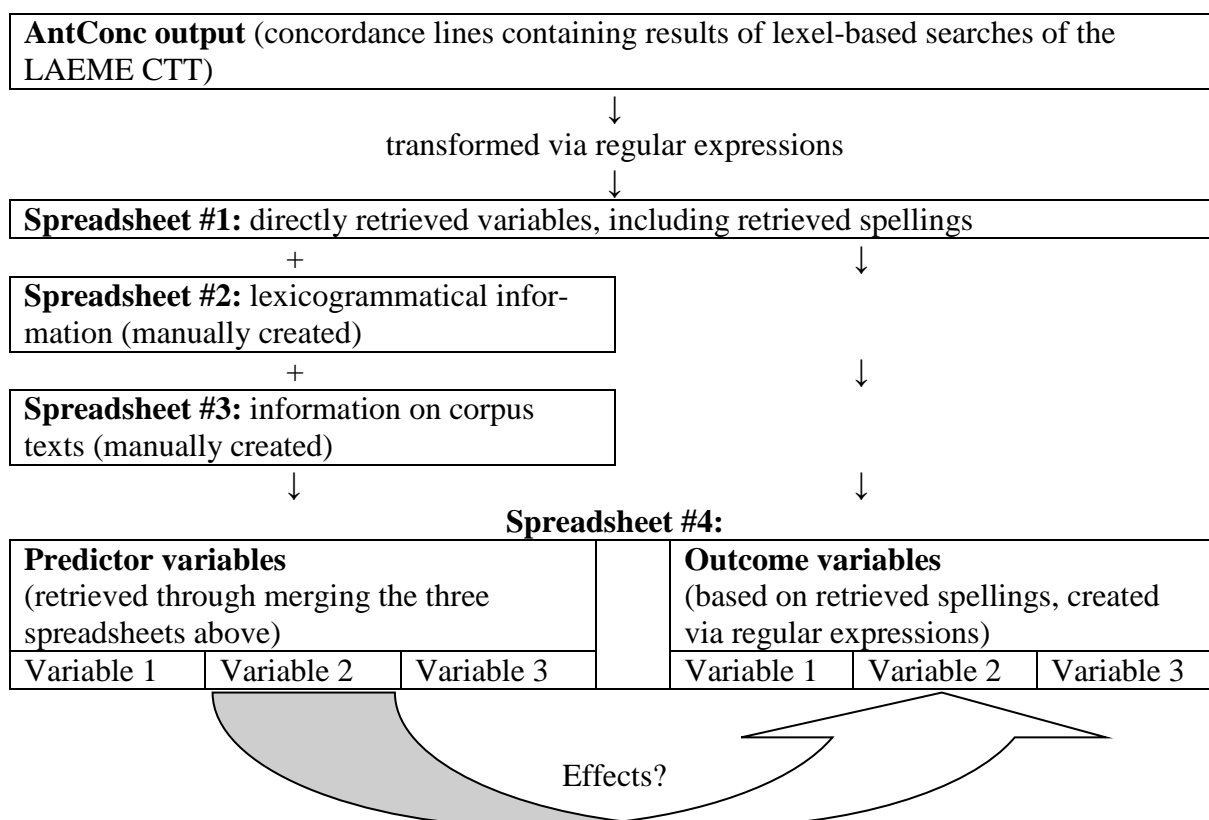 AntConc output (concordance lines containing results of lexel-based searches of the
LAEME CTT)
↓
transformed via regular expressions
↓
Spreadsheet #1: directly retrieved variables, including retrieved spellings
+ ↓
Spreadsheet #2: lexicogrammatical infor-
mation (manually created)
+ ↓
Spreadsheet #3: information on corpus
texts (manually created)
↓ ↓
Spreadsheet #4:
Predictor variables
(retrieved through merging the three
spreadsheets above)
Variable 1 Variable 2 Variable 3
Outcome variables
(based on retrieved spellings, created
via regular expressions)
Variable 1 Variable 2 Variable 3
Effects?